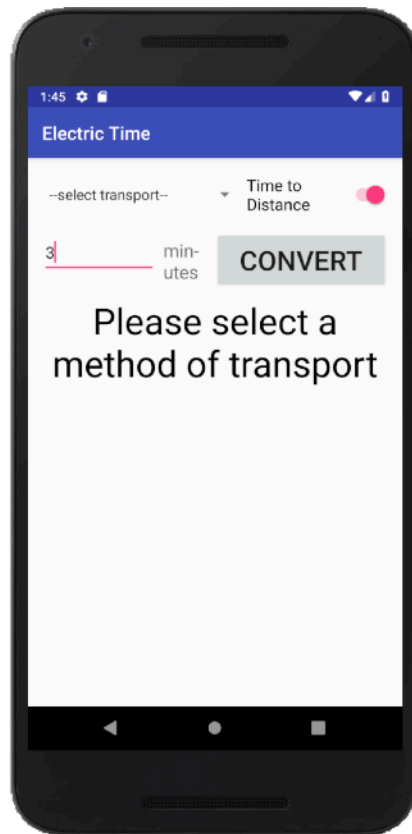 1:45
Electric Time
--select transport--
Time to
Distance
3
min-
utes
CONVERT
Please select a
method of transport